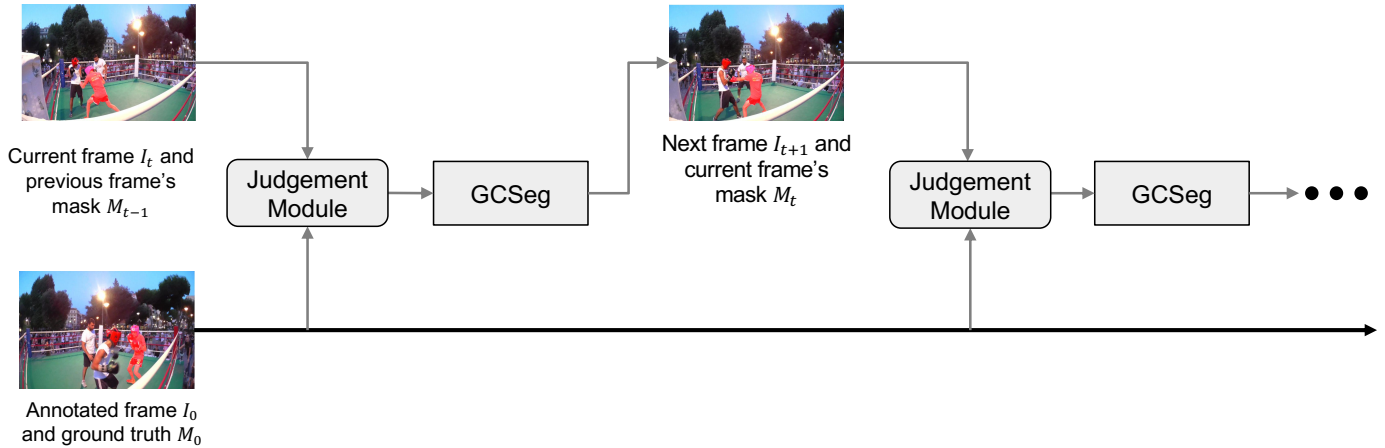 Current frame I_t and
previous frame's
mask M_{t−1}
Judgement
Module
GCSeg
Next frame I_{t+1} and
current frame's
mask M_t
Judgement
Module
GCSeg
Annotated frame I_0
and ground truth M_0